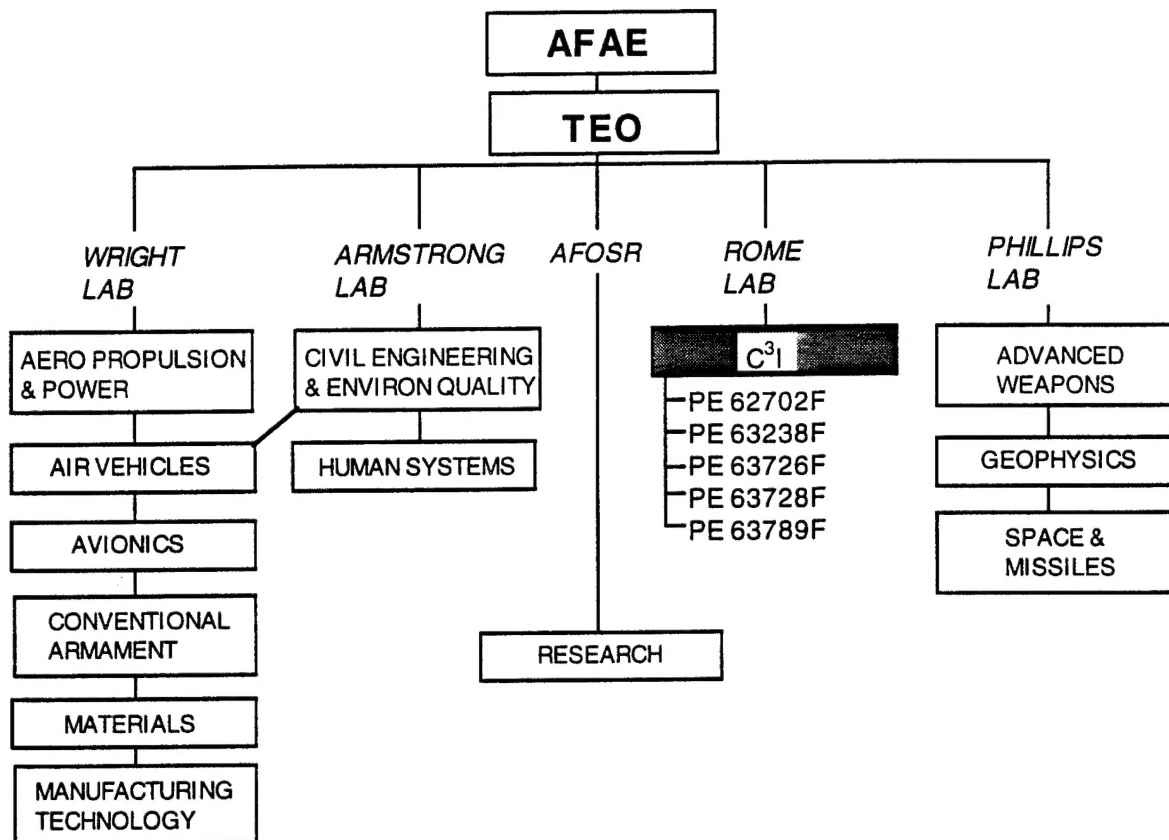 AFAE
TEO
WRIGHT
LAB
AERO PROPULSION
& POWER
AIR VEHICLES
AVIONICS
CONVENTIONAL
ARMAMENT
MATERIALS
MANUFACTURING
TECHNOLOGY
ARMSTRONG
LAB
CIVIL ENGINEERING
& ENVIRON QUALITY
HUMAN SYSTEMS
AFOSR
RESEARCH
ROME
LAB
C³I
PE 62702F
PE 63238F
PE 63726F
PE 63728F
PE 63789F
PHILLIPS
LAB
ADVANCED
WEAPONS
GEOPHYSICS
SPACE &
MISSILES